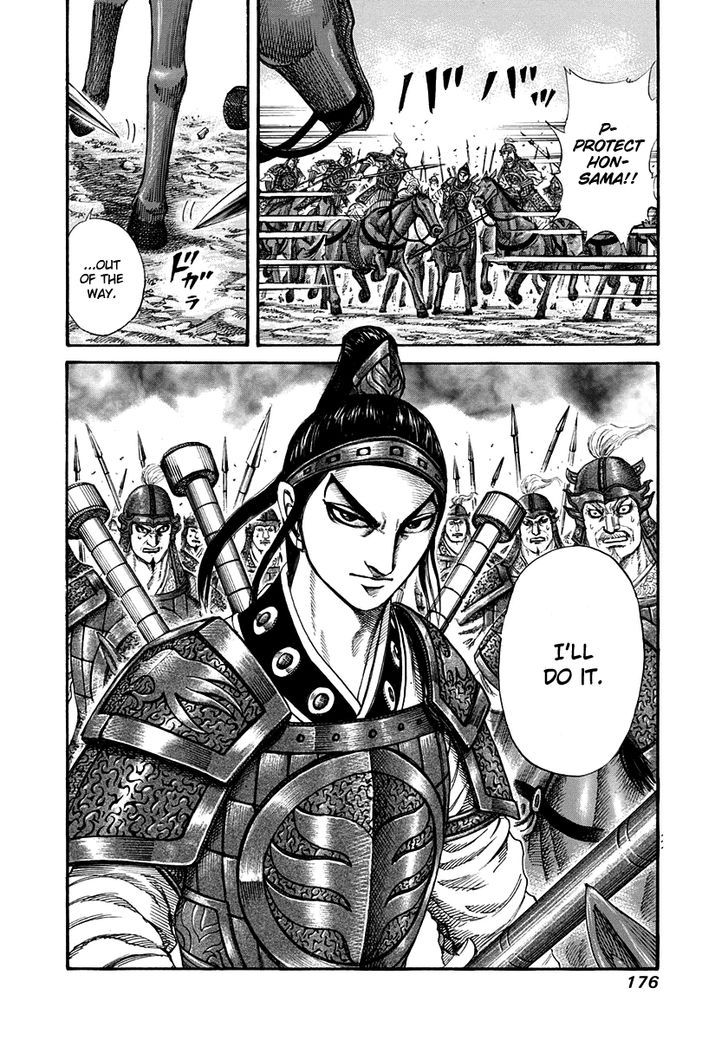 バ
バ
P-
PROTECT
HON-
SAMA!!
...OUT
OF THE
WAY.
ドガラ
I'LL
DO IT.
176